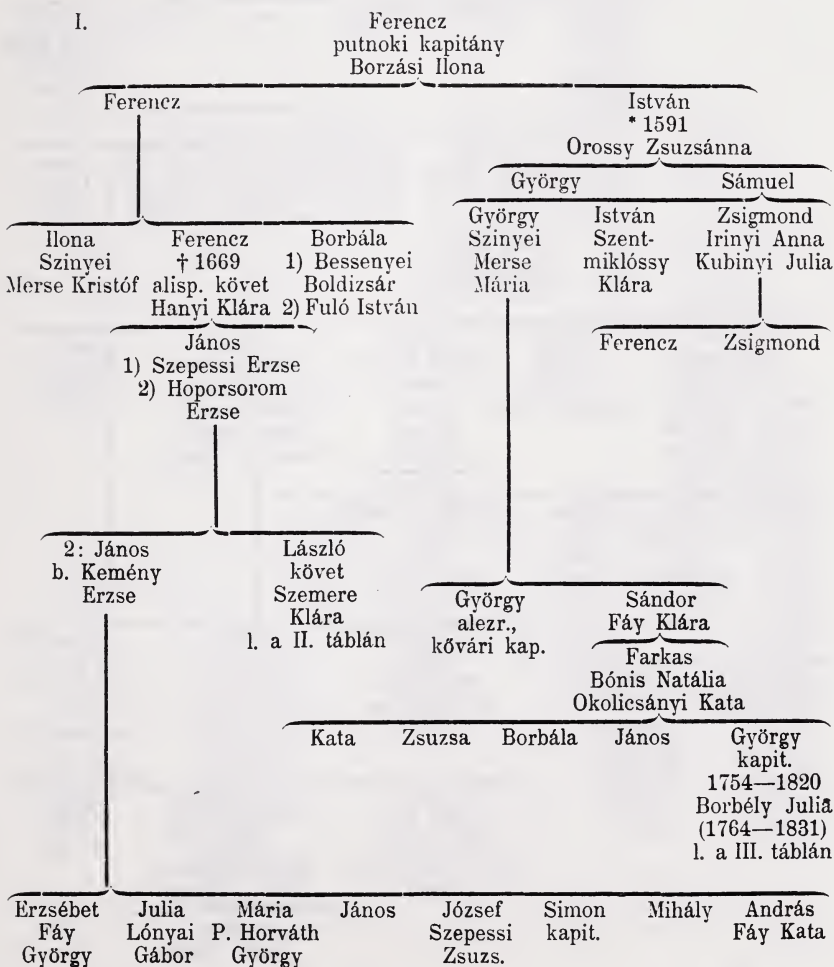 I.
Ferencz
putnoki kapitány
Borzási Ilona
Ferencz
István
* 1591
Orossy Zsuzsánna
György Sámuel
Ilona
Szinyei
Merse Kristóf
Ferencz
† 1669
alisp. követ
Hanyi Klára
Borbála
1) Bessenyei
Boldizsár
2) Fuló István
György
Szinyei
Merse
Mária
István
Szent-
miklóssy
Klára
Zsigmond
Irinyi Anna
Kubinyi Julia
Ferencz Zsigmond
János
1) Szepessi Erzse
2) Hoporsorom
Erzse
2: János
b. Kemény
Erzse
László
követ
Szemere
Klára
l. a II. táblán
György
alezr.,
kővári kap.
Sándor
Fáy Klára
Farkas
Bónis Natália
Okolicsányi Kata
Kata Zsuzsa Borbála János
György
kapit.
1754—1820
Borbély Julia
(1764—1831)
l. a III. táblán
Erzsébet
Fáy
György
Julia
Lónyai
Gábor
Mária
P. Horváth
György
János
József
Szepessi
Zsuzs.
Simon
kapit.
Mihály
András
Fáy Kata